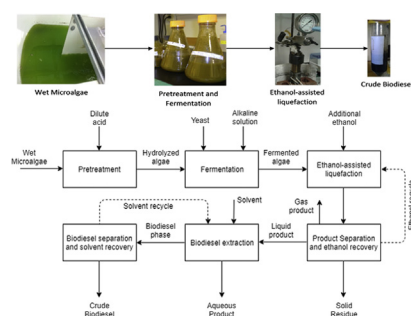 Wet Microalgae
Pretreatment and
Fermentation
Ethanol-assisted
liquefaction
Crude Biodiesel
Dilute
acid
Yeast
Alkaline
solution
Additional
ethanol
Wet
Microalgae
Pretreatment
Hydrolyzed
algae
Fermentation
Fermented
algae
Ethanol-assisted
liquefaction
Ethanol recycle
Solvent recycle
Solvent
Gas
product
Biodiesel separation
and solvent recovery
Biodiesel
phase
Biodiesel extraction
Liquid
product
Product Separation
and ethanol recovery
Crude
Biodiesel
Aqueous
Product
Solid
Residue